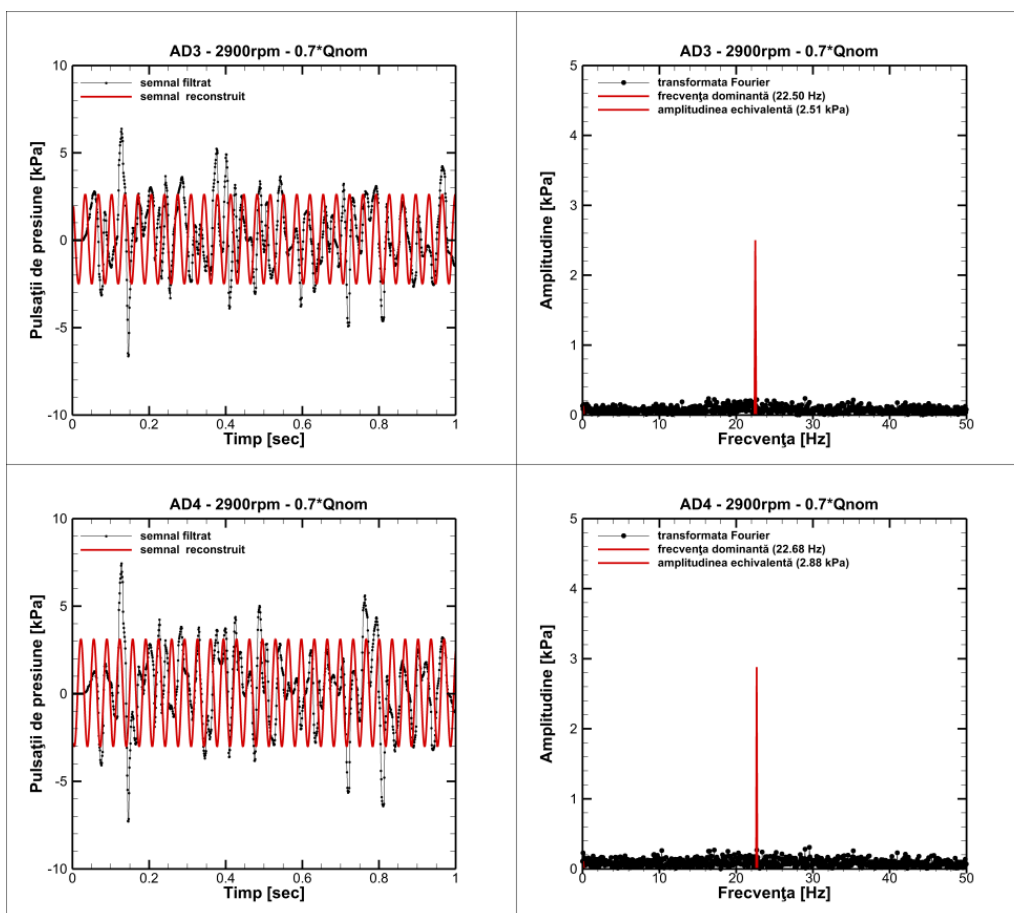 AD3 - 2900rpm - 0.7*Qnom
semnal filtrat
semnal reconstruit
Pulsaţii de presiune [kPa]
10
5
0
-5
-10
0
0.2
0.4
0.6
0.8
1
Timp [sec]
AD3 - 2900rpm - 0.7*Qnom
transformata Fourier
frecvenţa dominantă (22.50 Hz)
amplitudinea echivalentă (2.51 kPa)
Amplitudine [kPa]
5
4
3
2
1
0
0
10
20
30
40
50
Frecvenţa [Hz]
AD4 - 2900rpm - 0.7*Qnom
semnal filtrat
semnal reconstruit
Pulsaţii de presiune [kPa]
10
5
0
-5
-10
0
0.2
0.4
0.6
0.8
1
Timp [sec]
AD4 - 2900rpm - 0.7*Qnom
transformata Fourier
frecvenţa dominantă (22.68 Hz)
amplitudinea echivalentă (2.88 kPa)
Amplitudine [kPa]
5
4
3
2
1
0
0
10
20
30
40
50
Frecvenţa [Hz]